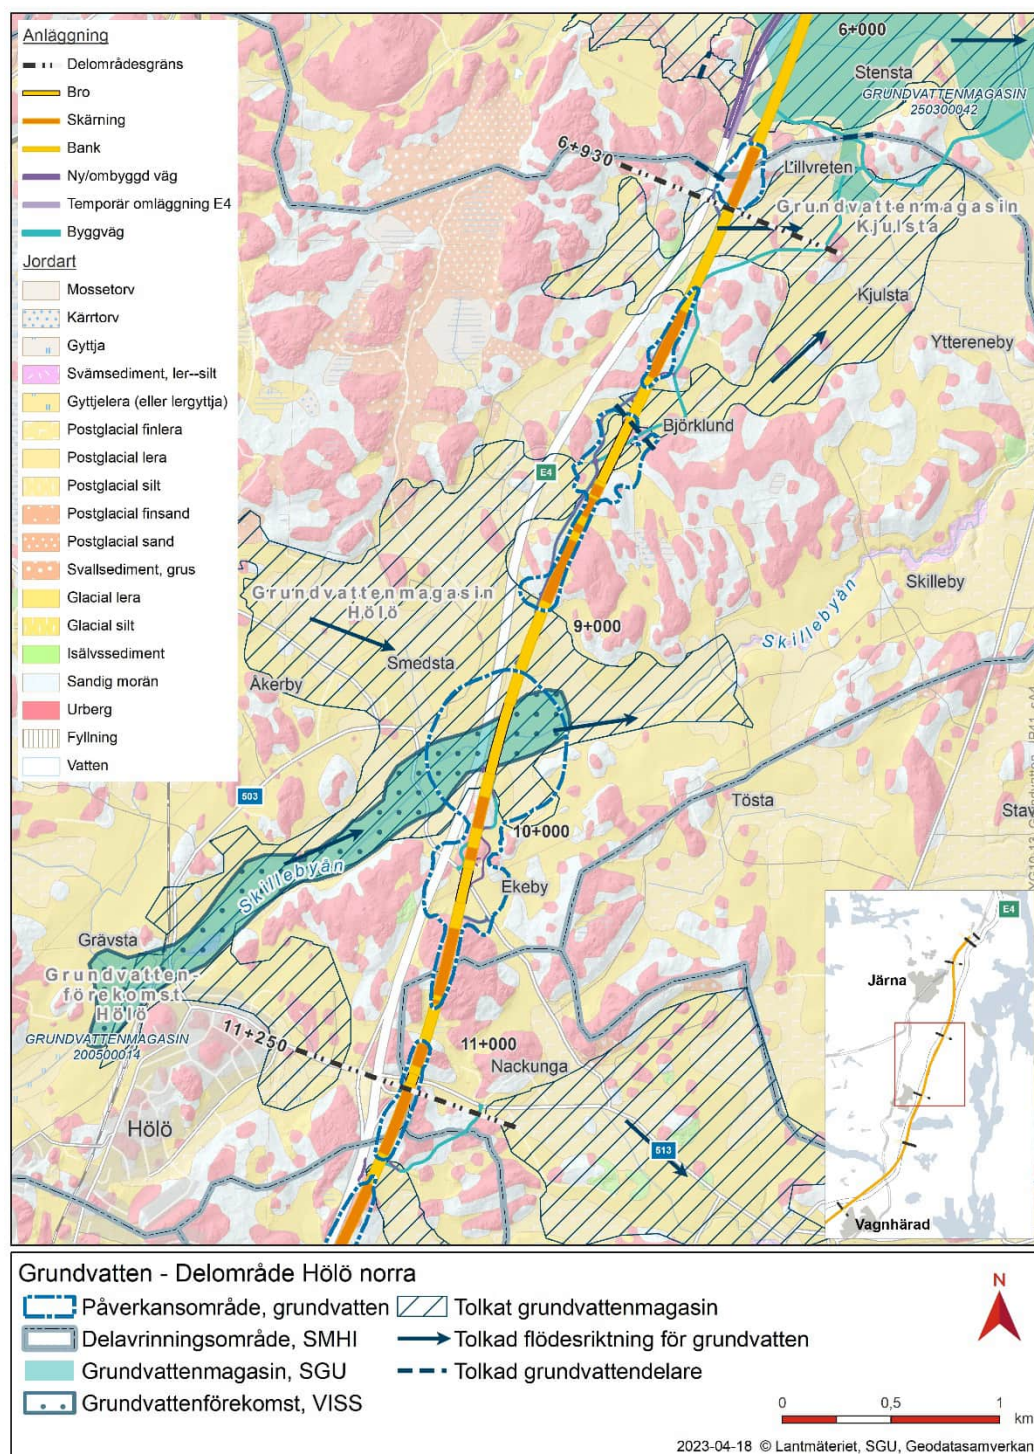 Anläggning
Delområdesgräns
Bro
Skärning
Bank
Ny/ombyggd väg
Temporär omläggning E4
Byggväg
Jordart
Mossetorv
Kärrtorv
Gyttja
Svämsediment, ler--silt
Gyttjelera (eller lergyttja)
Postglacial finlera
Postglacial lera
Postglacial silt
Postglacial finsand
Postglacial sand
Svallsediment, grus
Glacial lera
Glacial silt
Isälvssediment
Sandig morän
Urberg
Fyllning
Vatten
6+000
Stensta
GRUNDVATTENMAGASIN
250300042
6+930
Lillvreten
Grundvattenmagasin
Kjulsta
Kjulsta
Yttereneby
Björklund
E4
Grundvattenmagasin
Hölö
Skilleby
Skillebyån
9+000
Smedsta
Åkerby
503
Tösta
Stav
10+000
Skillebyån
Ekeby
Grävsta
Grundvatten-
förekomst
Hölö
GRUNDVATTENMAGASIN
200500014
11+250
11+000
Nackunga
Hölö
513
E4
Järna
Vagnhärad
Grundvatten - Delområde Hölö norra
Påverkansområde, grundvatten
Delavrinningsområde, SMHI
Grundvattenmagasin, SGU
Grundvattenförekomst, VISS
Tolkat grundvattenmagasin
Tolkad flödesriktning för grundvatten
Tolkad grundvattendelare
N
0 0,5 1
km
2023-04-18 © Lantmäteriet, SGU, Geodatasamverkan